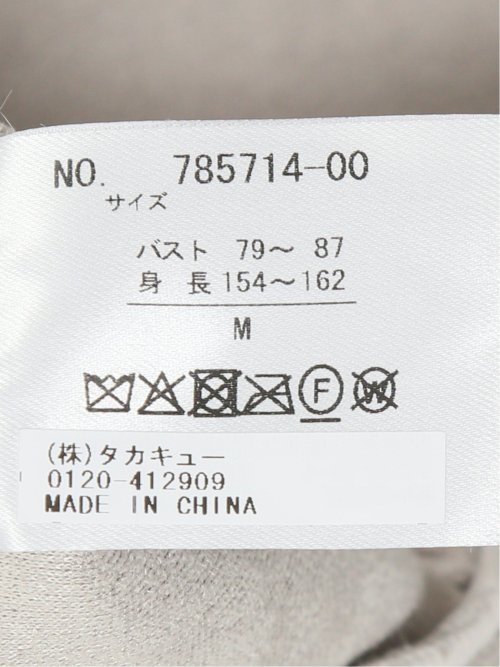 NO. 785714-00
サイズ
バスト 79〜 87
身 長 154〜162
M
F W
(株)タカキュー
0120-412909
MADE IN CHINA